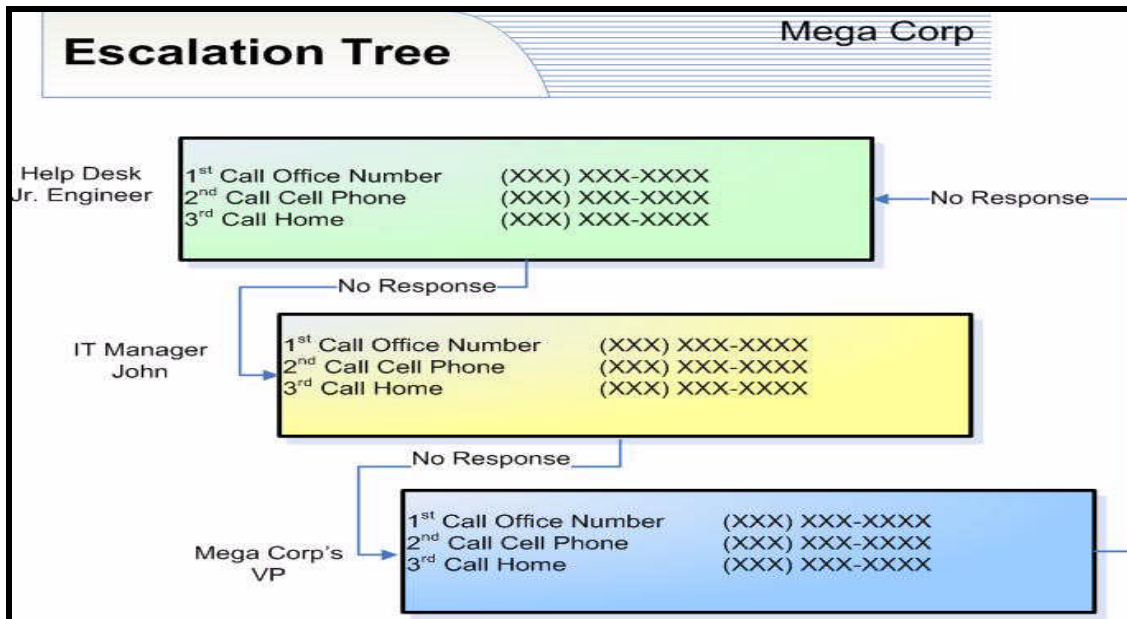 Escalation Tree
Mega Corp
Help Desk
Jr. Engineer
1st Call Office Number (XXX) XXX-XXXX
2nd Call Cell Phone (XXX) XXX-XXXX
3rd Call Home (XXX) XXX-XXXX
No Response
No Response
IT Manager
John
1st Call Office Number (XXX) XXX-XXXX
2nd Call Cell Phone (XXX) XXX-XXXX
3rd Call Home (XXX) XXX-XXXX
No Response
Mega Corp's
VP
1st Call Office Number (XXX) XXX-XXXX
2nd Call Cell Phone (XXX) XXX-XXXX
3rd Call Home (XXX) XXX-XXXX